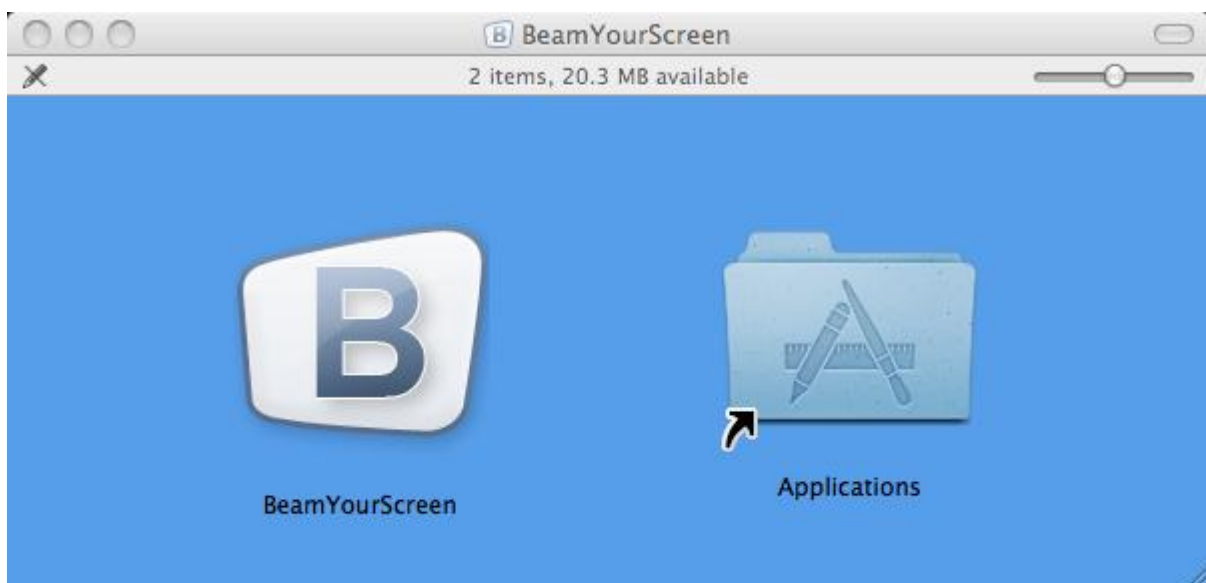 B BeamYourScreen
2 items, 20.3 MB available
B
BeamYourScreen
Applications